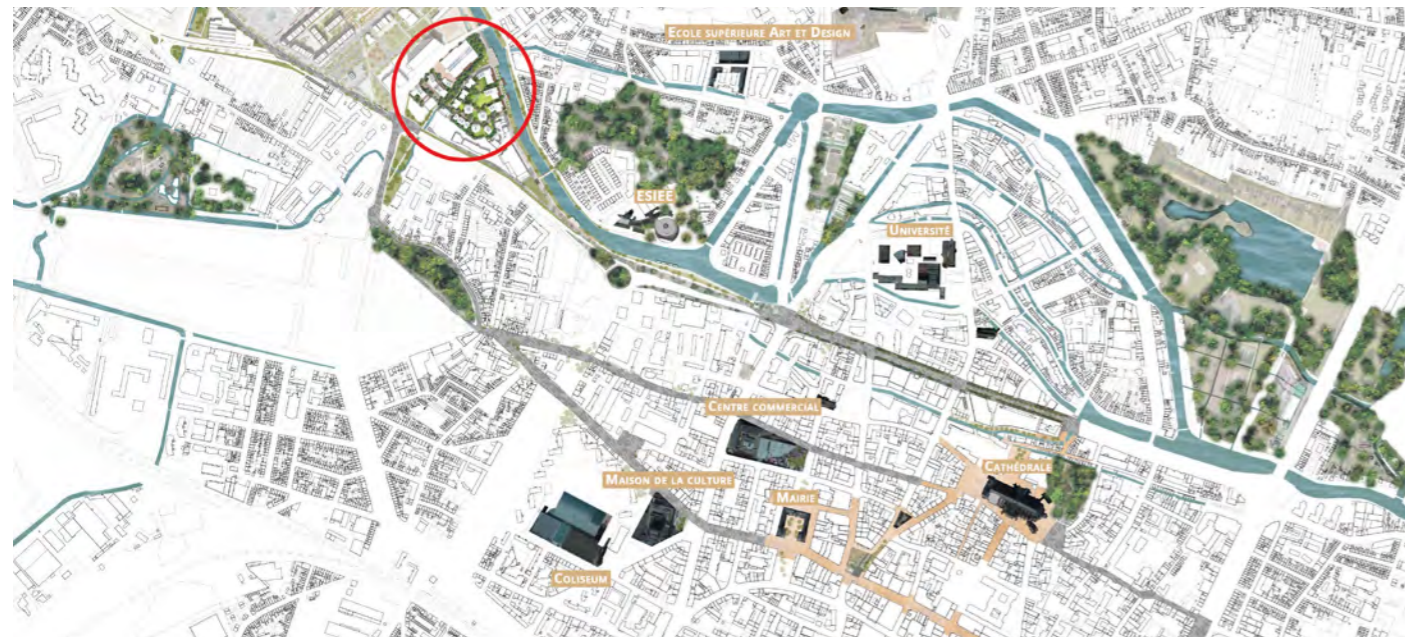 ECOLE SUPÉRIEURE ART ET DESIGN
ESIEE
UNIVERSITÉ
CENTRE COMMERCIAL
CATHÉDRALE
MAISON DE LA CULTURE
MAIRIE
COLISEUM